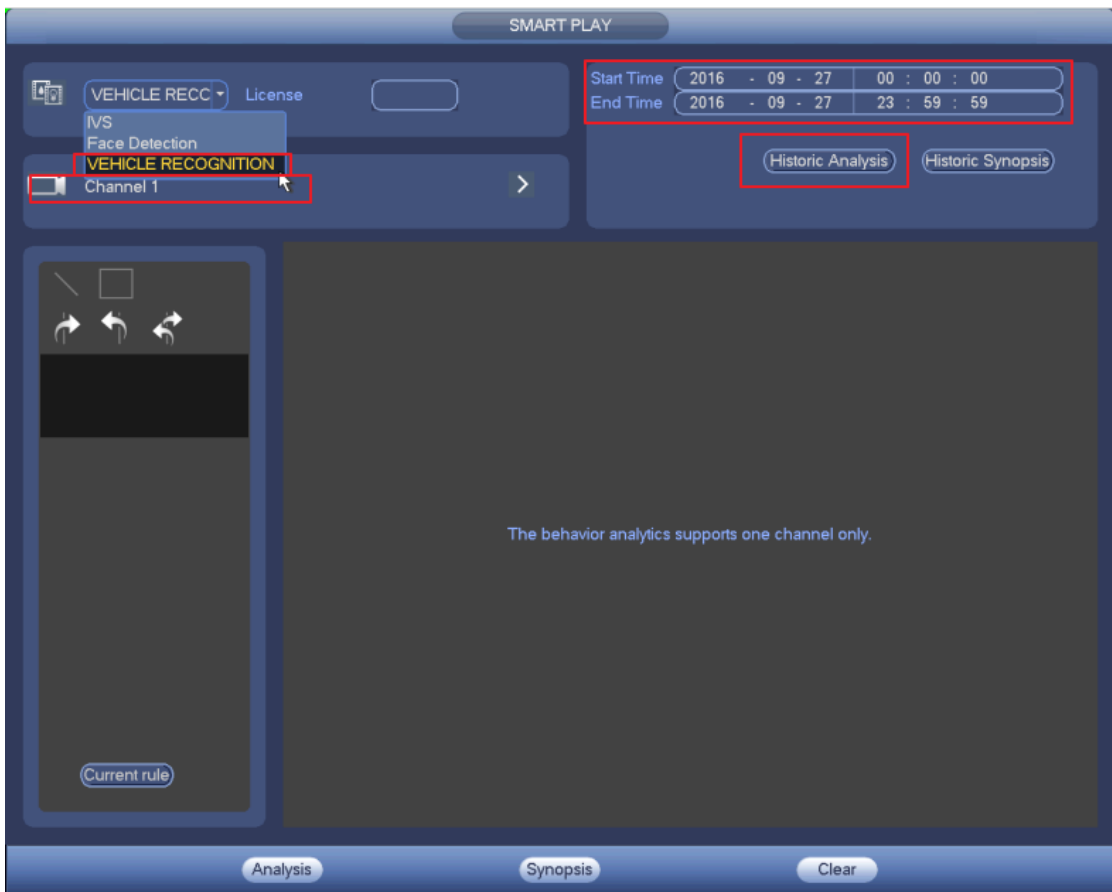 SMART PLAY
VEHICLE RECC License
IVS
Face Detection
VEHICLE RECOGNITION
Channel 1
>
Start Time 2016 - 09 - 27 00 : 00 : 00
End Time 2016 - 09 - 27 23 : 59 : 59
Historic Analysis Historic Synopsis
The behavior analytics supports one channel only.
Current rule
Analysis Synopsis Clear